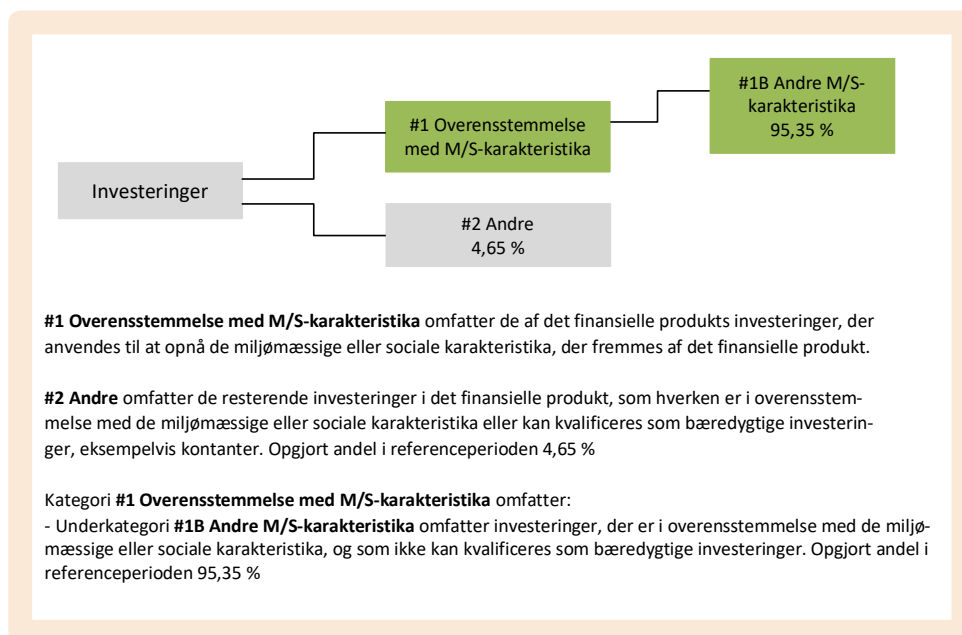 #1B Andre M/S-
karakteristika
95,35 %
#1 Overensstemmelse
med M/S-karakteristika
Investeringer
#2 Andre
4,65 %
#1 Overensstemmelse med M/S-karakteristika omfatter de af det finansielle produkts investeringer, der
anvendes til at opnå de miljømæssige eller sociale karakteristika, der fremmes af det finansielle produkt.
#2 Andre omfatter de resterende investeringer i det finansielle produkt, som hverken er i overensstem-
melse med de miljømæssige eller sociale karakteristika eller kan kvalificeres som bæredygtige investerin-
ger, eksempelvis kontanter. Opgjort andel i referenceperioden 4,65 %
Kategori #1 Overensstemmelse med M/S-karakteristika omfatter:
- Underkategori #1B Andre M/S-karakteristika omfatter investeringer, der er i overensstemmelse med de miljø-
mæssige eller sociale karakteristika, og som ikke kan kvalificeres som bæredygtige investeringer. Opgjort andel i
referenceperioden 95,35 %